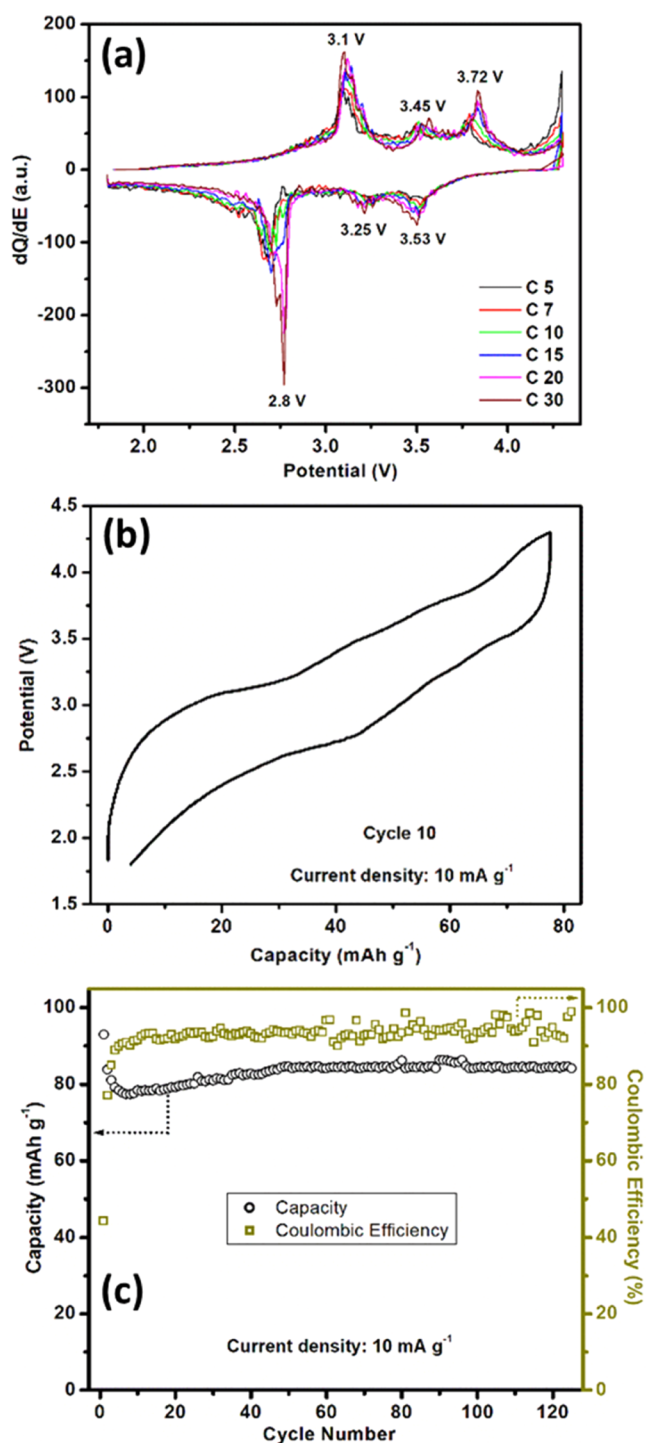 (a)
200
100
0
-100
-200
-300
dQ/dE (a.u.)
3.1 V
3.45 V
3.72 V
3.25 V
3.53 V
2.8 V
C 5
C 7
C 10
C 15
C 20
C 30
2.0 2.5 3.0 3.5 4.0
Potential (V)
(b)
4.5
4.0
3.5
3.0
2.5
2.0
1.5
Potential (V)
Cycle 10
Current density: 10 mA g⁻¹
0 20 40 60 80
Capacity (mAh g⁻¹)
100 100
80 80
60 60
40 40
20 20
0 0
Capacity (mAh g⁻¹)
Coulombic Efficiency (%)
Capacity
Coulombic Efficiency
(c)
Current density: 10 mA g⁻¹
0 20 40 60 80 100 120
Cycle Number